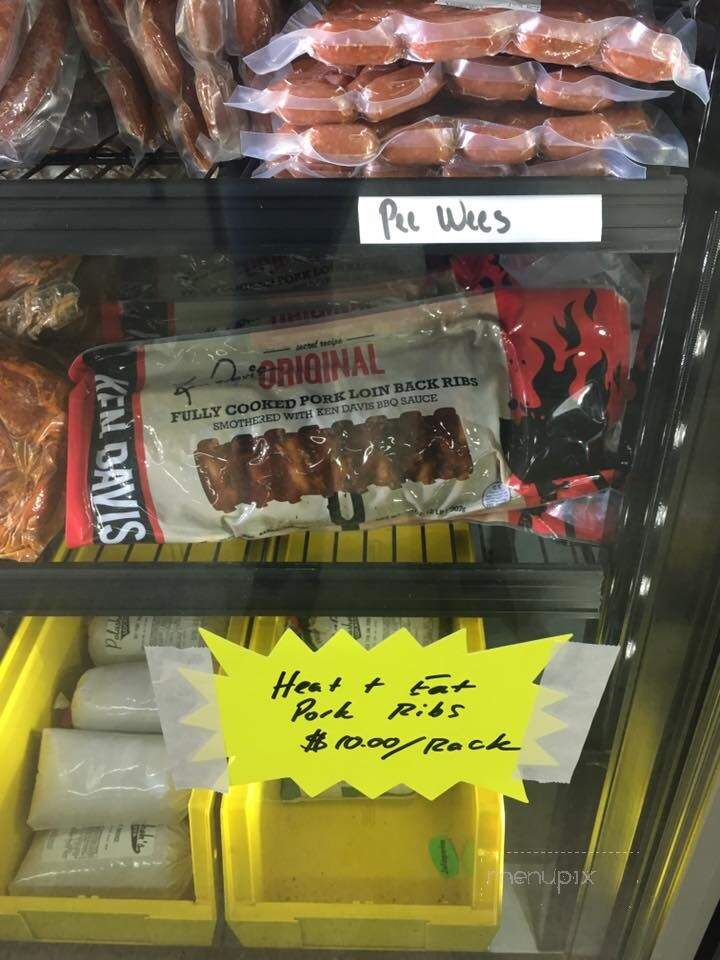 Pee Wees
secret recipe
ORIGINAL
FULLY COOKED PORK LOIN BACK RIBS
SMOTHERED WITH KEN DAVIS BBQ SAUCE
KEN DAVIS
Heat + Eat
Pork Ribs
$10.00/Rack
Jalapeno
menupix